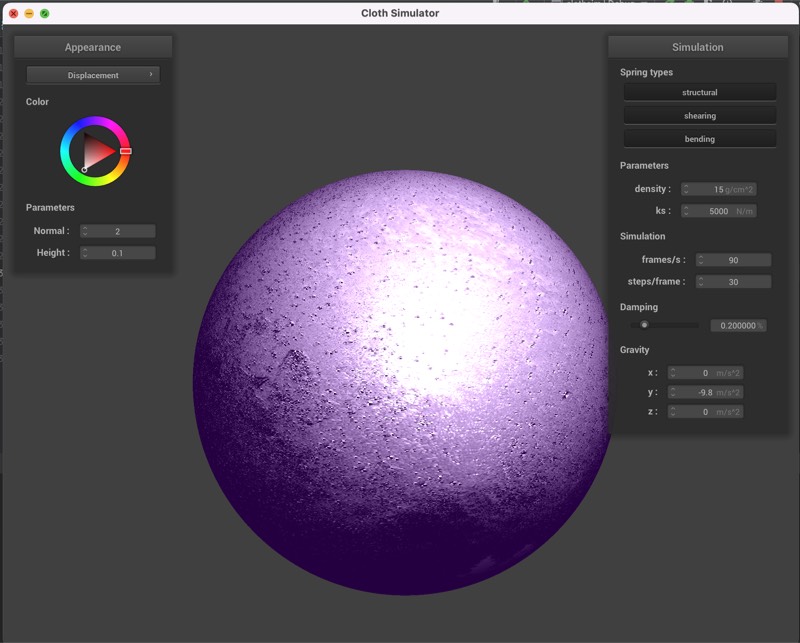 Cloth Simulator
Appearance
Displacement
Color
Parameters
Normal : 2
Height : 0.1
Simulation
Spring types
structural
shearing
bending
Parameters
density : 15 g/cm^2
ks : 5000 N/m
Simulation
frames/s : 90
steps/frame : 30
Damping
0.200000 %
Gravity
x : 0 m/s^2
y : -9.8 m/s^2
z : 0 m/s^2